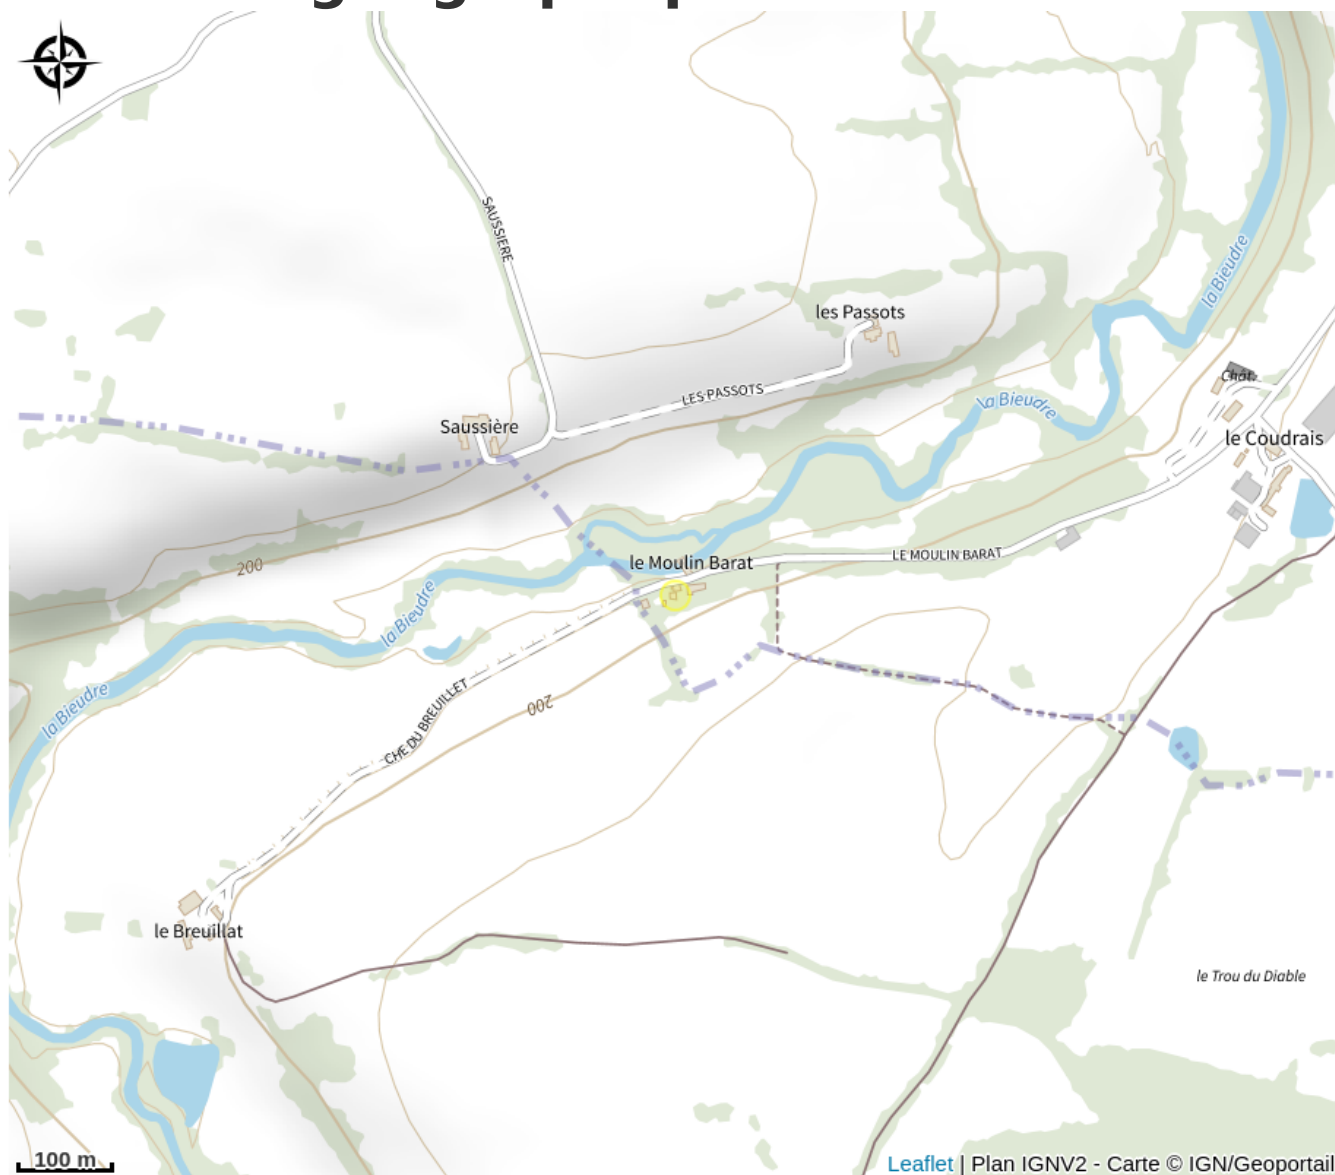 SAUSSIERE
la Bieudre
les Passots
LES PASSOTS
Chât.
la Bieudre
Saussière
le Coudrais
200
le Moulin Barat
LE MOULIN BARAT
la Bieudre
la Bieudre
CHE DU BREUILLET
200
le Breuillat
le Trou du Diable
100 m
Leaflet | Plan IGNV2 - Carte © IGN/Geoportail